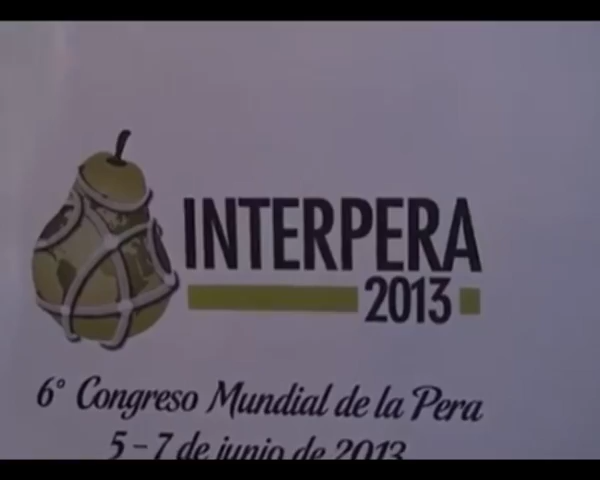 INTERPERA
2013
6° Congreso Mundial de la Pera
5 - 7 de junio de 2013